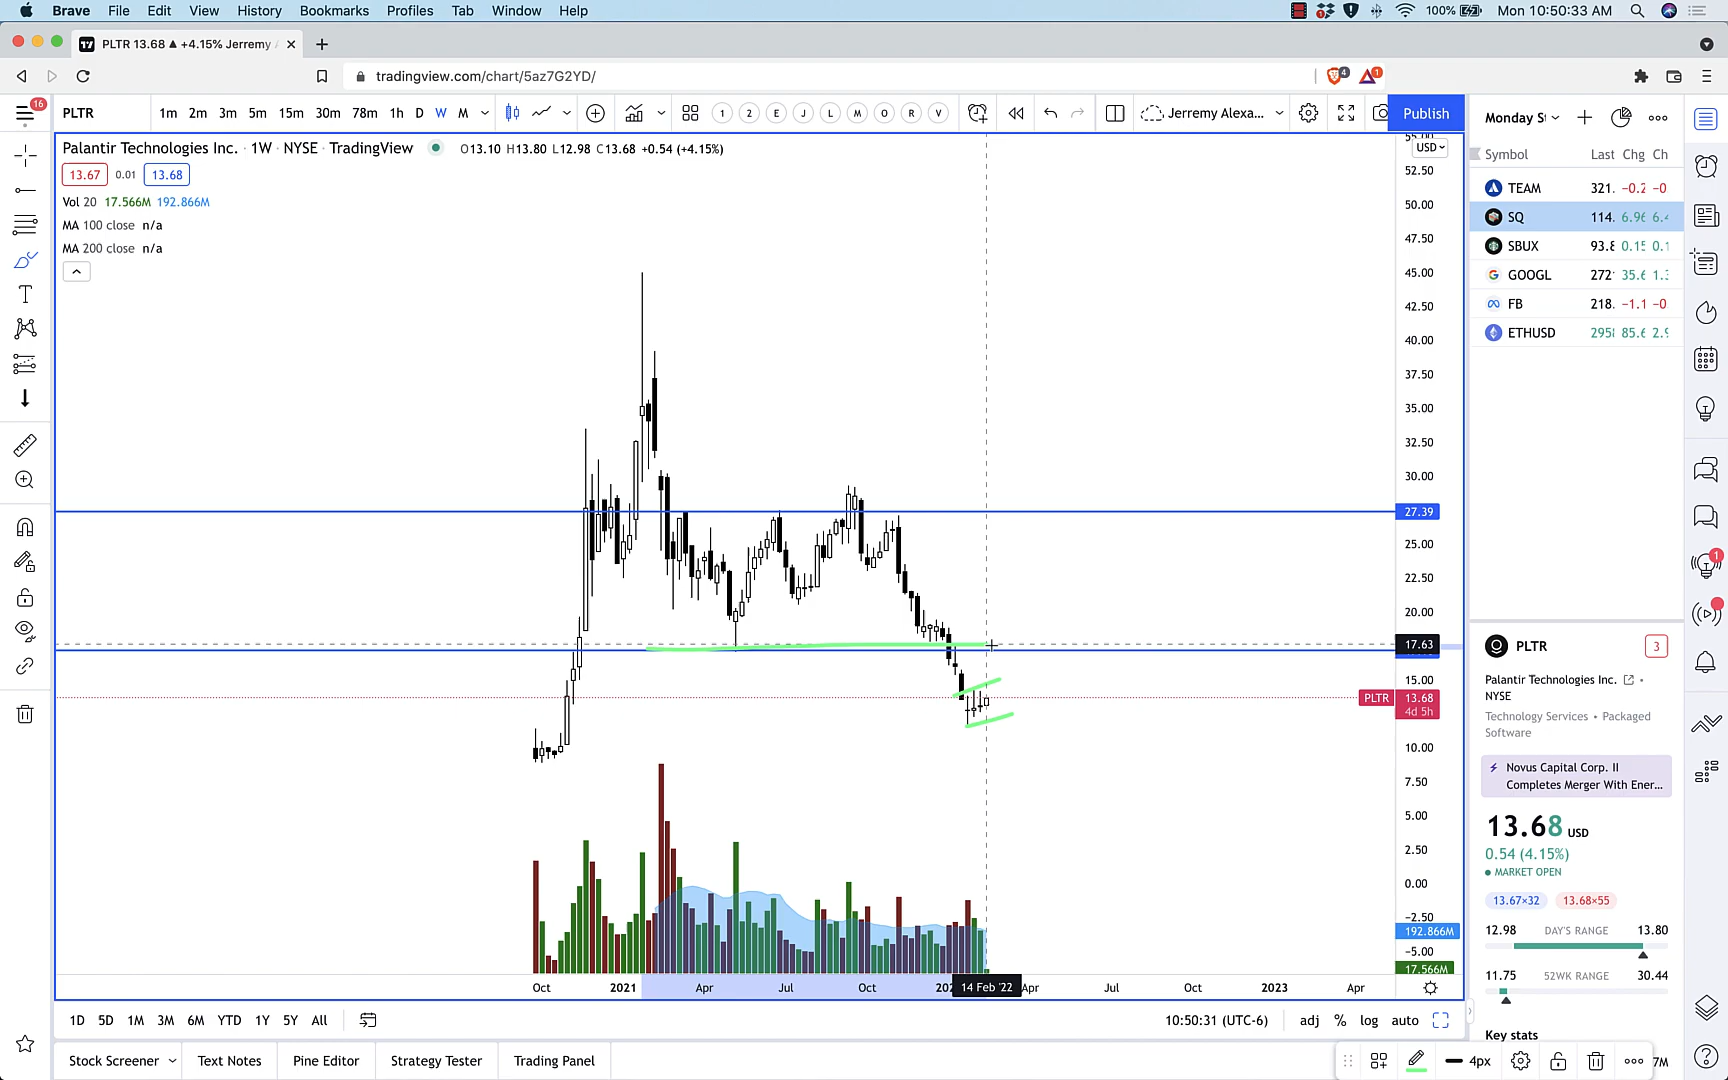 Brave File Edit View History Bookmarks Profiles Tab Window Help 1 100% Mon 10:50:33 AM
PLTR 13.68 ▲ +4.15% Jerremy
tradingview.com/chart/5az7G2YD/ 4 1
16 PLTR 1m 2m 3m 5m 15m 30m 78m 1h D W M 1 2 E J L M O R V Jerremy Alexa... Publish
Palantir Technologies Inc. · 1W · NYSE · TradingView O13.10 H13.80 L12.98 C13.68 +0.54 (+4.15%)
13.67 0.01 13.68
Vol 20 17.566M 192.866M
MA 100 close n/a
MA 200 close n/a
USD
52.50
50.00
47.50
45.00
42.50
40.00
37.50
35.00
32.50
30.00
27.39
25.00
22.50
20.00
17.63
15.00
PLTR 13.68
4d 5h
10.00
7.50
5.00
2.50
0.00
−2.50
192.866M
−5.00
17.566M
Oct 2021 Apr Jul Oct 14 Feb '22 Apr Jul Oct 2023 Apr
1D 5D 1M 3M 6M YTD 1Y 5Y All 10:50:31 (UTC-6) adj % log auto
Stock Screener Text Notes Pine Editor Strategy Tester Trading Panel 4px 7M
Monday
Symbol Last Chg Ch
TEAM 321. −0.2 −0
SQ 114. 6.96 6.
SBUX 93.8 0.15 0.1
GOOGL 272 35.6 1.
FB 218. −1.1 −0
ETHUSD 295 85.6 2.9
1
PLTR 3
Palantir Technologies Inc. •
NYSE
Technology Services • Packaged
Software
Novus Capital Corp. II
Completes Merger With Ener...
13.68 USD
0.54 (4.15%)
MARKET OPEN
13.67×32 13.68×55
12.98 DAY'S RANGE 13.80
11.75 52WK RANGE 30.44
Key stats